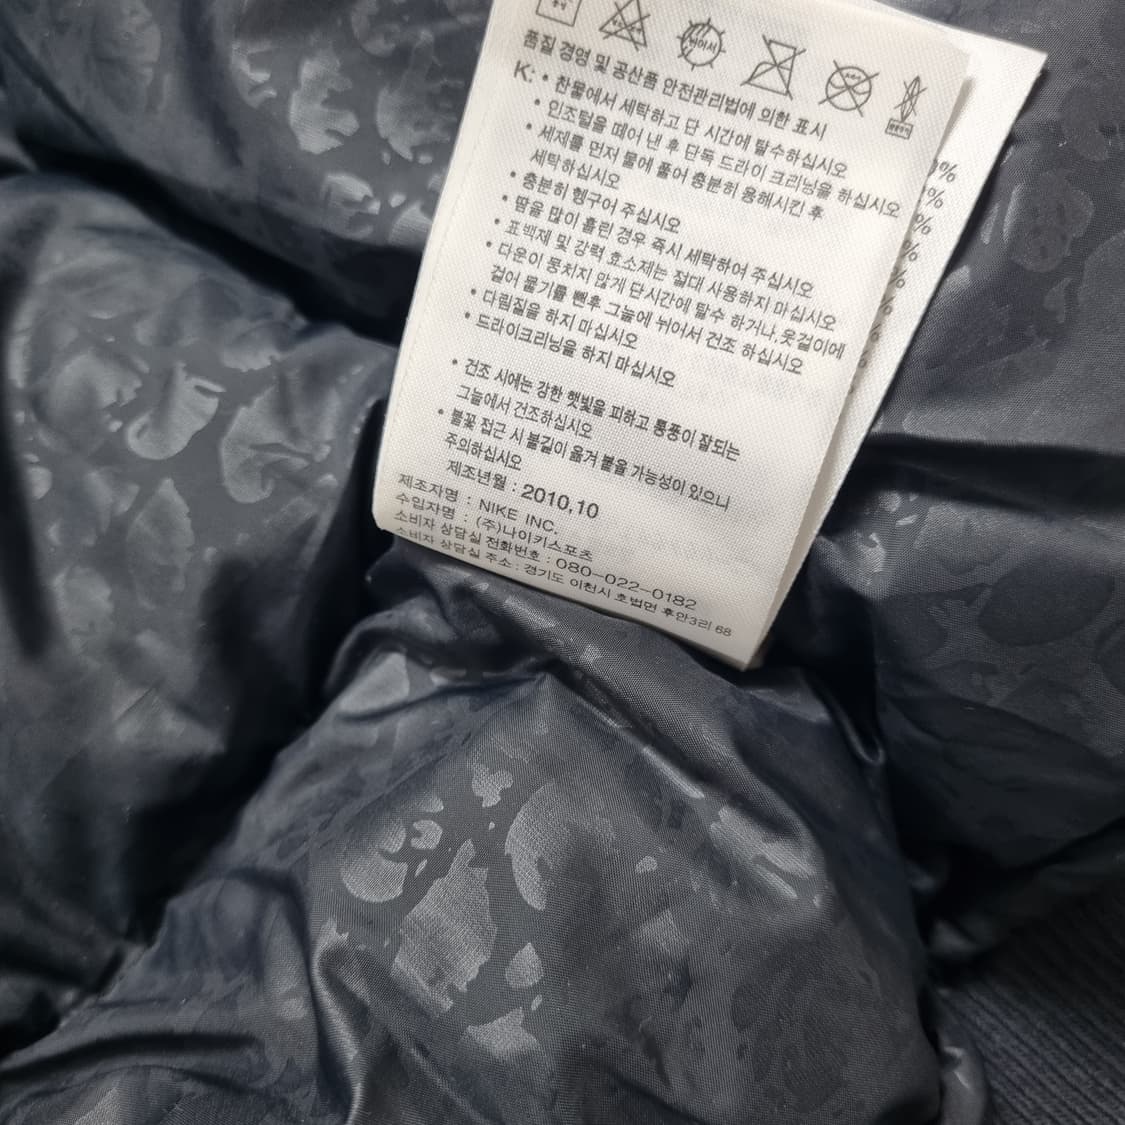 품질 경영 및 공산품 안전관리법에 의한 표시
K: • 찬물에서 세탁하고 단 시간에 탈수하십시오
• 인조털을 떼어 낸 후 단독 드라이 크리닝을 하십시오
• 세제를 먼저 물에 풀어 충분히 용해시킨 후
세탁하십시오
• 충분히 헹구어 주십시오
• 땀을 많이 흘린 경우 즉시 세탁하여 주십시오
• 표백제 및 강력 효소제는 절대 사용하지 마십시오
• 다운이 뭉치지 않게 단시간에 탈수 하거나, 옷걸이에
걸어 물기를 뺀후 그늘에 뉘어서 건조 하십시오
• 다림질을 하지 마십시오
• 드라이크리닝을 하지 마십시오
• 건조 시에는 강한 햇빛을 피하고 통풍이 잘되는
그늘에서 건조하십시오
• 불꽃 접근 시 불길이 옮겨 붙을 가능성이 있으니
주의하십시오
제조년월 : 2010.10
제조자명 : NIKE INC.
수입자명 : (주)나이키스포츠
소비자 상담실 전화번호 : 080-022-0182
소비자 상담실 주소 : 경기도 이천시 호법면 후안3리 68